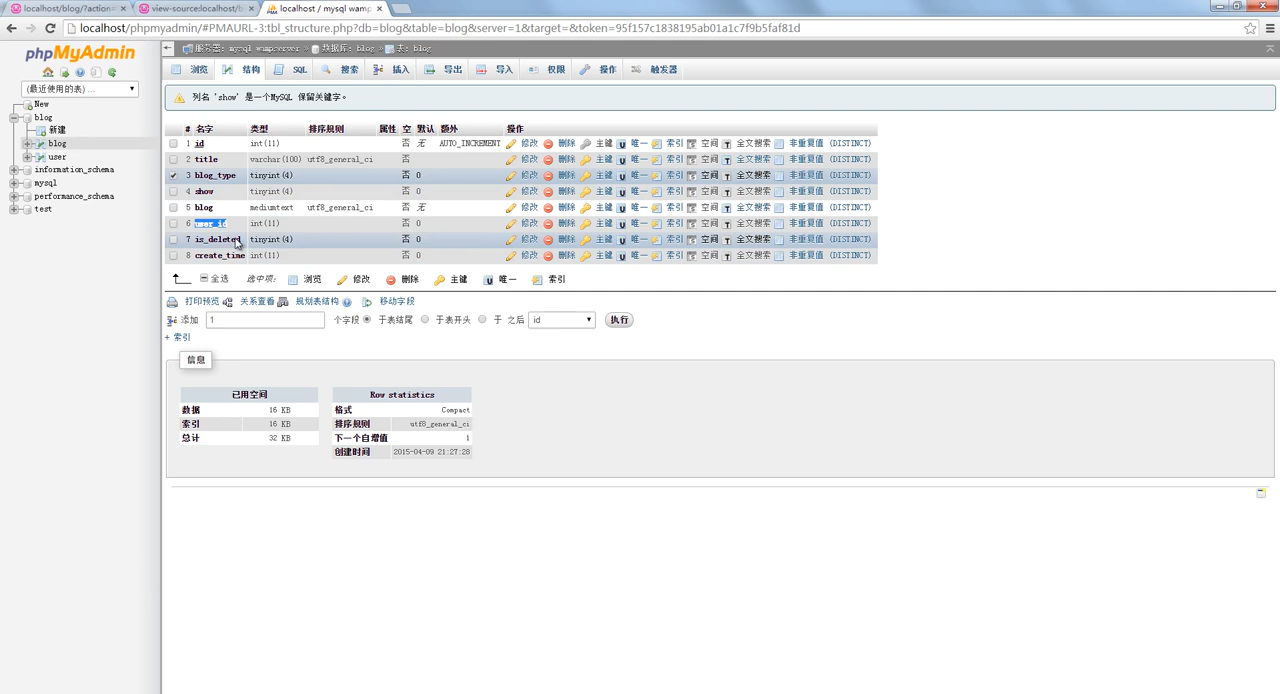 localhost/blog/?action=
view-source:localhost/b
localhost / mysql wamp
localhost/phpmyadmin/#PMAURL-3:tbl_structure.php?db=blog&table=blog&server=1&target=&token=95f157c1838195ab01a1c7f9b5faf81d
phpMyAdmin
(最近使用的表) ...
New
blog
新建
blog
user
information_schema
mysql
performance_schema
test
服务器: mysql wampserver » 数据库: blog » 表: blog
浏览 结构 SQL 搜索 插入 导出 导入 权限 操作 触发器
列名 'show' 是一个MySQL 保留关键字。
# 名字 类型 排序规则 属性 空 默认 额外 操作
1 id int(11) 否 无 AUTO_INCREMENT 修改 删除 主键 唯一 索引 空间 全文搜索 非重复值 (DISTINCT)
2 title varchar(100) utf8_general_ci 否 修改 删除 主键 唯一 索引 空间 全文搜索 非重复值 (DISTINCT)
3 blog_type tinyint(4) 否 0 修改 删除 主键 唯一 索引 空间 全文搜索 非重复值 (DISTINCT)
4 show tinyint(4) 否 0 修改 删除 主键 唯一 索引 空间 全文搜索 非重复值 (DISTINCT)
5 blog mediumtext utf8_general_ci 否 无 修改 删除 主键 唯一 索引 空间 全文搜索 非重复值 (DISTINCT)
6 user_id int(11) 否 0 修改 删除 主键 唯一 索引 空间 全文搜索 非重复值 (DISTINCT)
7 is_deleted tinyint(4) 否 0 修改 删除 主键 唯一 索引 空间 全文搜索 非重复值 (DISTINCT)
8 create_time int(11) 否 0 修改 删除 主键 唯一 索引 空间 全文搜索 非重复值 (DISTINCT)
全选 选中项: 浏览 修改 删除 主键 唯一 索引
打印预览 关系查看 规划表结构 移动字段
添加 1 个字段 于表结尾 于表开头 于 之后 id 执行
+ 索引
信息
已用空间
数据 16 KB
索引 16 KB
总计 32 KB
Row statistics
格式 Compact
排序规则 utf8_general_ci
下一个自增值 1
创建时间 2015-04-09 21:27:28